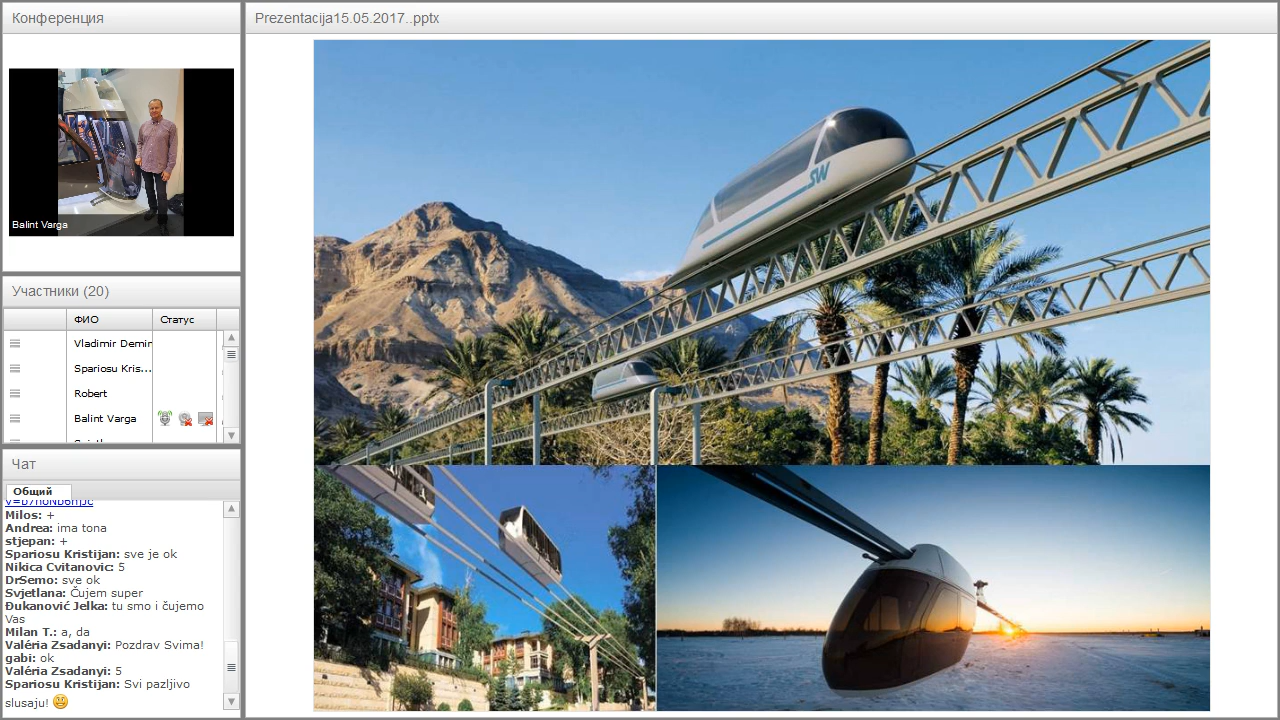 Конференция
Prezentacija15.05.2017..pptx
SW
Balint Varga
Участники (20)
ФИО Статус
Vladimir Demir
Spariosu Kris...
Robert
Balint Varga
Чат
Общий
Milos: +
Andrea: ima tona
stjepan: +
Spariosu Kristijan: sve je ok
Nikica Cvitanovic: 5
DrSemo: sve ok
Svjetlana: Čujem super
Đukanović Jelka: tu smo i čujemo
Vas
Milan T.: a, da
Valéria Zsadanyi: Pozdrav Svima!
gabi: ok
Valéria Zsadanyi: 5
Spariosu Kristijan: Svi pazljivo
slusaju!